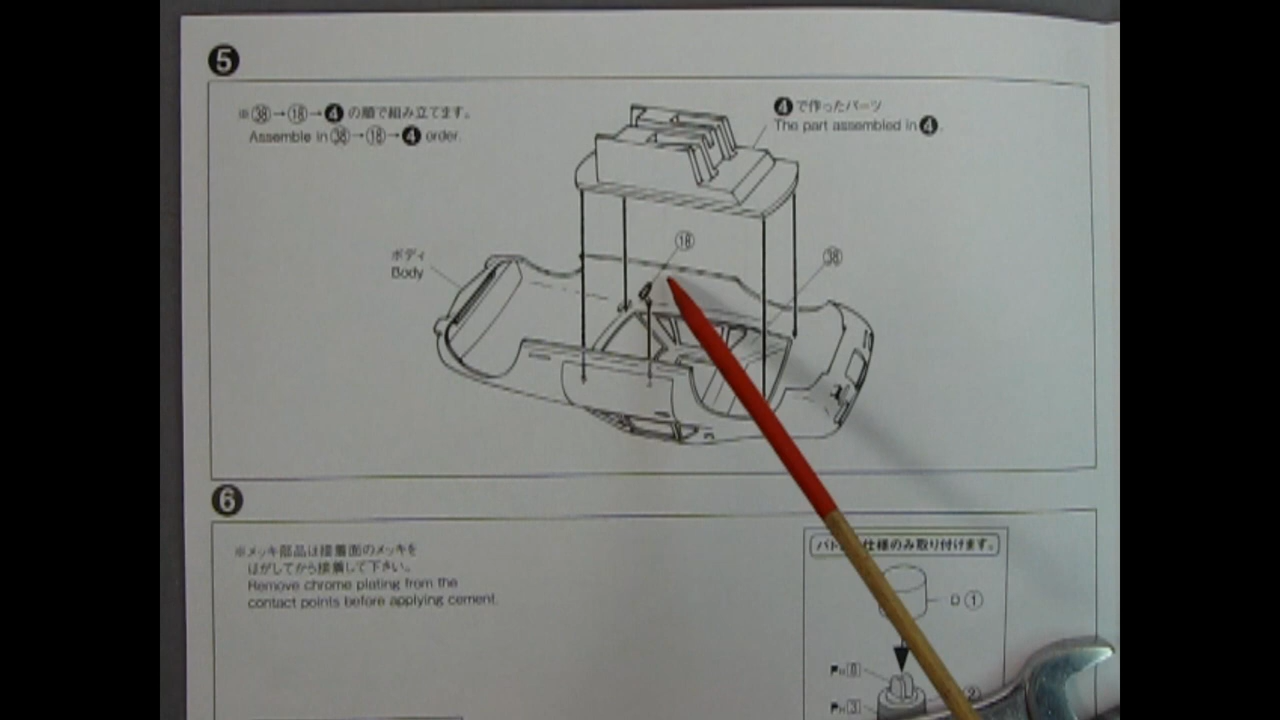 5
※㊳→⑱→❹の順で組み立てます。
Assemble in ㊳→⑱→❹ order.
❹で作ったパーツ
The part assembled in ❹.
⑱
㊳
ボディ
Body
6
※メッキ部品は接着面のメッキを
はがしてから接着して下さい。
Remove chrome plating from the
contact points before applying cement.
仕様のみ取り付けます。
D①
②